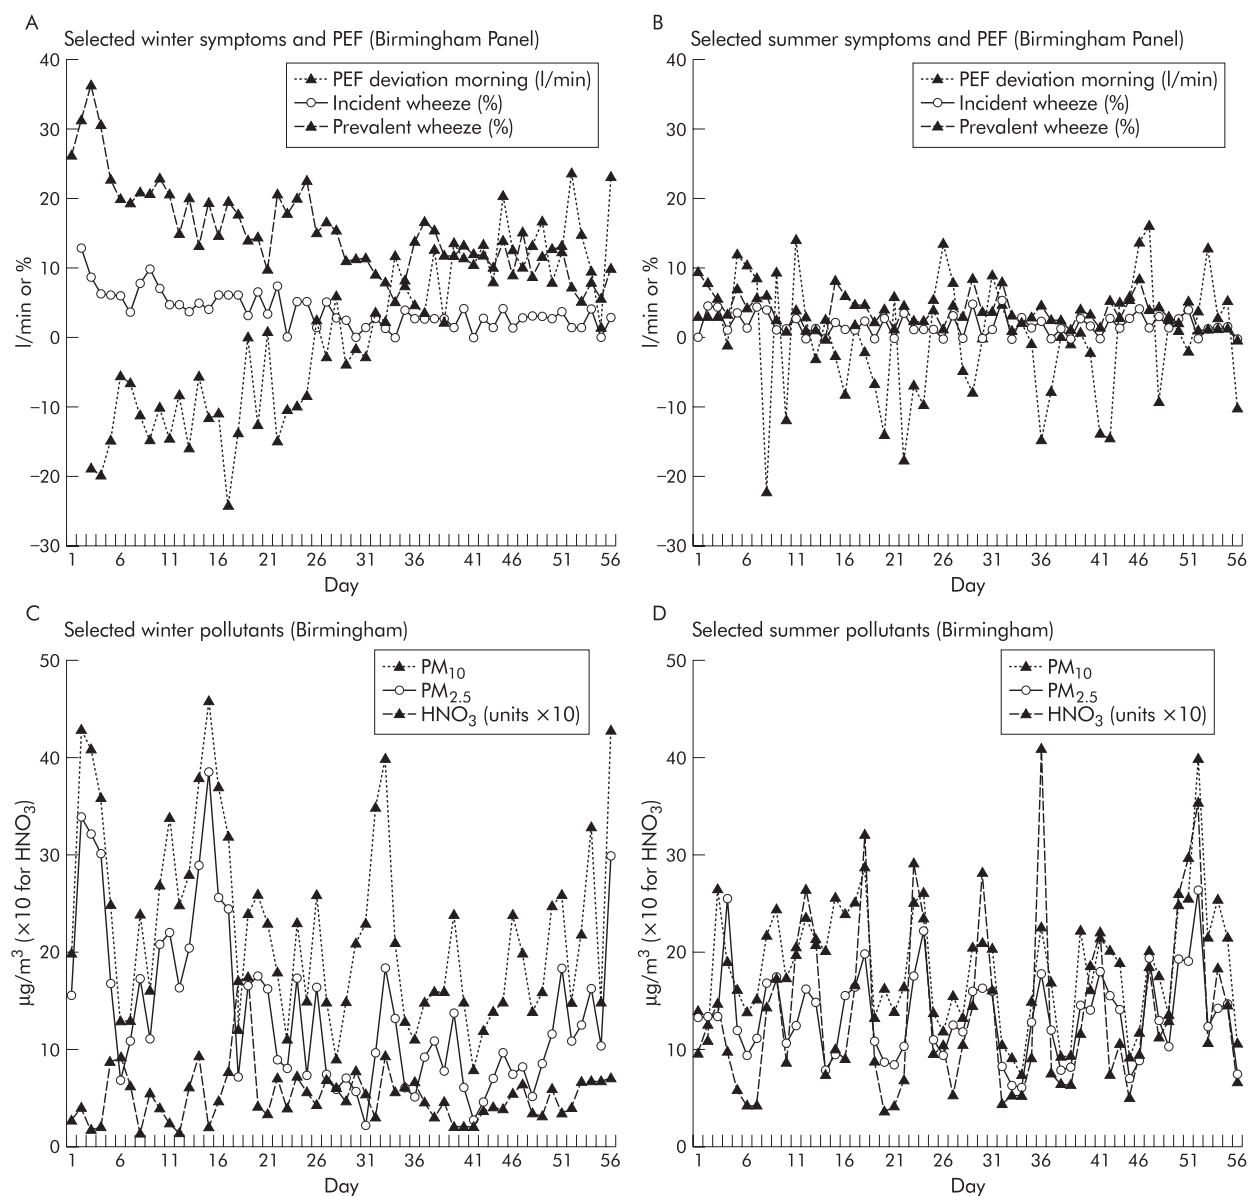 A
Selected winter symptoms and PEF (Birmingham Panel)
40
30
20
10
0
–10
–20
–30
l/min or %
PEF deviation morning (l/min)
Incident wheeze (%)
Prevalent wheeze (%)
1 6 11 16 21 26 31 36 41 46 51 56
Day
B
Selected summer symptoms and PEF (Birmingham Panel)
40
30
20
10
0
–10
–20
–30
l/min or %
PEF deviation morning (l/min)
Incident wheeze (%)
Prevalent wheeze (%)
1 6 11 16 21 26 31 36 41 46 51 56
Day
C
Selected winter pollutants (Birmingham)
50
40
30
20
10
0
μg/m³ (×10 for HNO₃)
PM₁₀
PM₂.₅
HNO₃ (units ×10)
1 6 11 16 21 26 31 36 41 46 51 56
Day
D
Selected summer pollutants (Birmingham)
50
40
30
20
10
0
μg/m³ (×10 for HNO₃)
PM₁₀
PM₂.₅
HNO₃ (units ×10)
1 6 11 16 21 26 31 36 41 46 51 56
Day